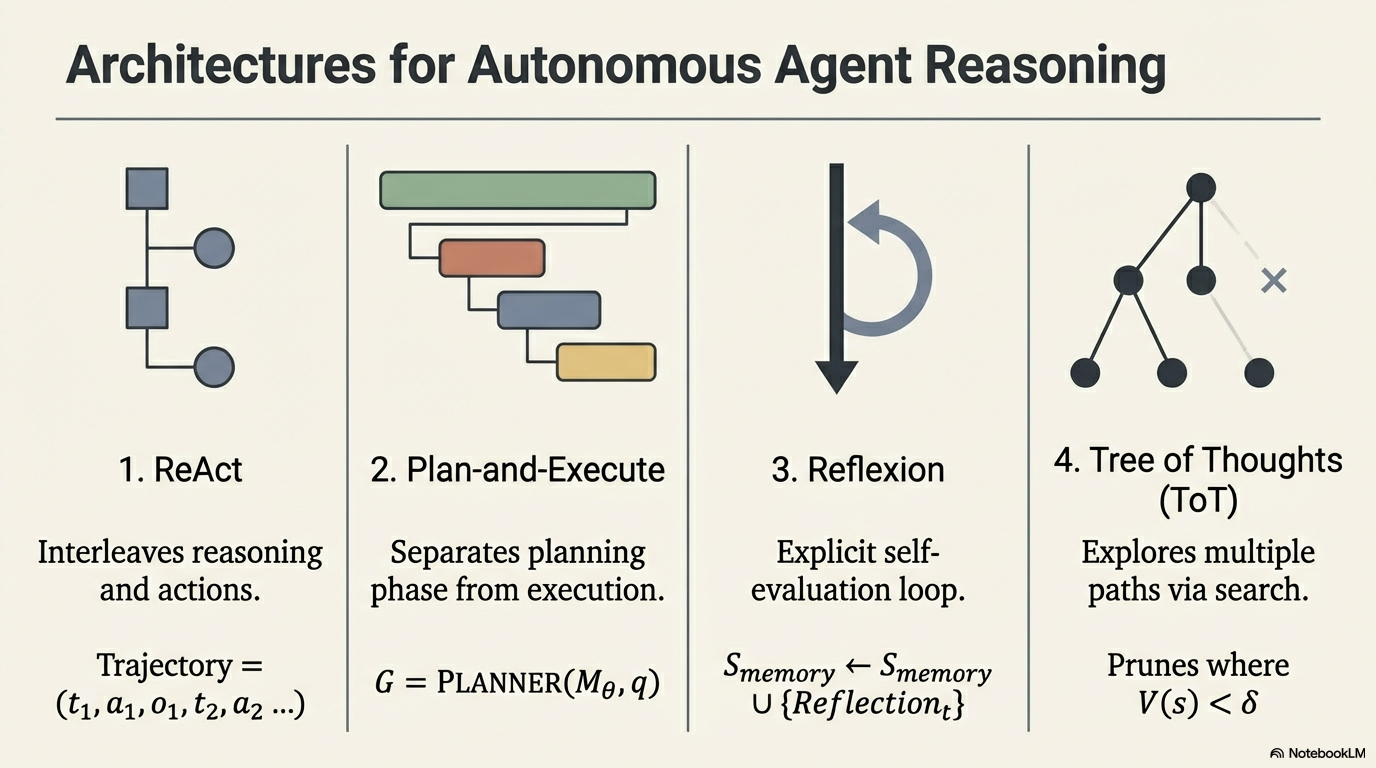 Architectures for Autonomous Agent Reasoning
1. ReAct
Interleaves reasoning
and actions.
Trajectory =
(t₁, a₁, o₁, t₂, a₂ ...)
2. Plan-and-Execute
Separates planning
phase from execution.
G = PLANNER(M_θ, q)
3. Reflexion
Explicit self-
evaluation loop.
S_memory ← S_memory
∪ {Reflection_t}
4. Tree of Thoughts
(ToT)
Explores multiple
paths via search.
Prunes where
V(s) < δ
NotebookLM